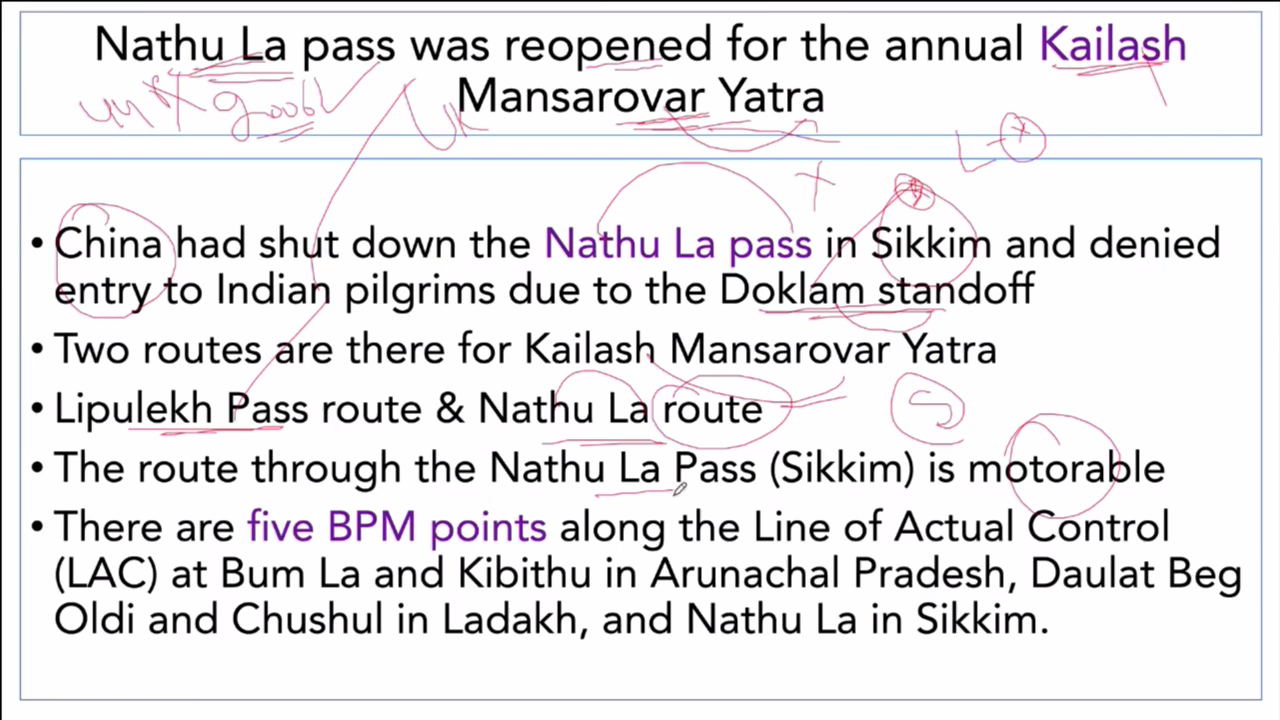 Nathu La pass was reopened for the annual Kailash
Mansarovar Yatra
good
UK
• China had shut down the Nathu La pass in Sikkim and denied
entry to Indian pilgrims due to the Doklam standoff
• Two routes are there for Kailash Mansarovar Yatra
• Lipulekh Pass route & Nathu La route
• The route through the Nathu La Pass (Sikkim) is motorable
• There are five BPM points along the Line of Actual Control
(LAC) at Bum La and Kibithu in Arunachal Pradesh, Daulat Beg
Oldi and Chushul in Ladakh, and Nathu La in Sikkim.